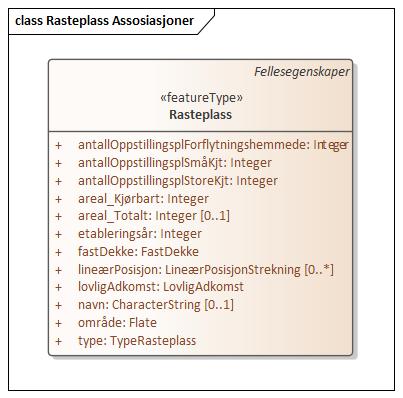 class Rasteplass Assosiasjoner
Fellesegenskaper
«featureType»
Rasteplass
+ antallOppstillingsplForflytningshemmede: Integer
+ antallOppstillingsplSmåKjt: Integer
+ antallOppstillingsplStoreKjt: Integer
+ areal_Kjørbart: Integer
+ areal_Totalt: Integer [0..1]
+ etableringsår: Integer
+ fastDekke: FastDekke
+ lineærPosisjon: LineærPosisjonStrekning [0..*]
+ lovligAdkomst: LovligAdkomst
+ navn: CharacterString [0..1]
+ område: Flate
+ type: TypeRasteplass